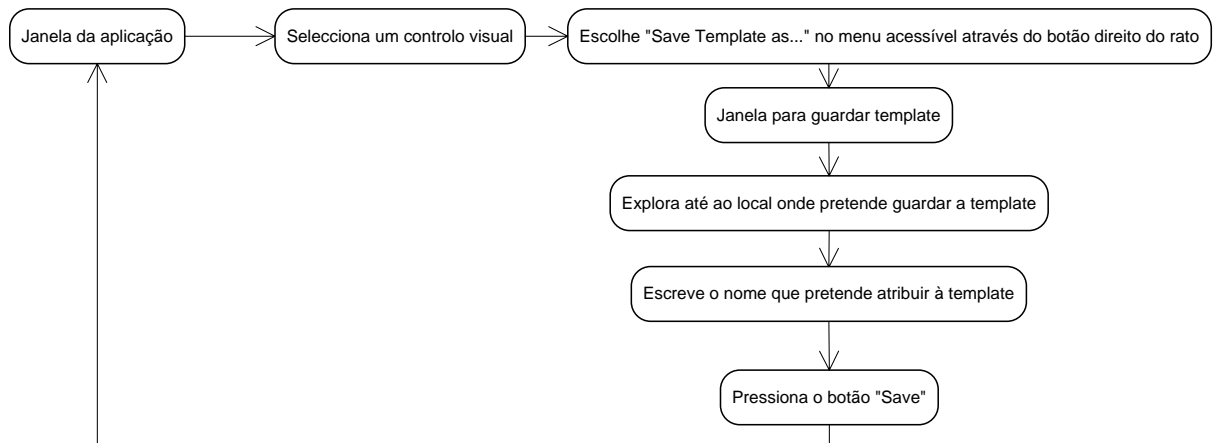 Janela da aplicação
Selecciona um controlo visual
Escolhe "Save Template as..." no menu acessível através do botão direito do rato
Janela para guardar template
Explora até ao local onde pretende guardar a template
Escreve o nome que pretende atribuir à template
Pressiona o botão "Save"